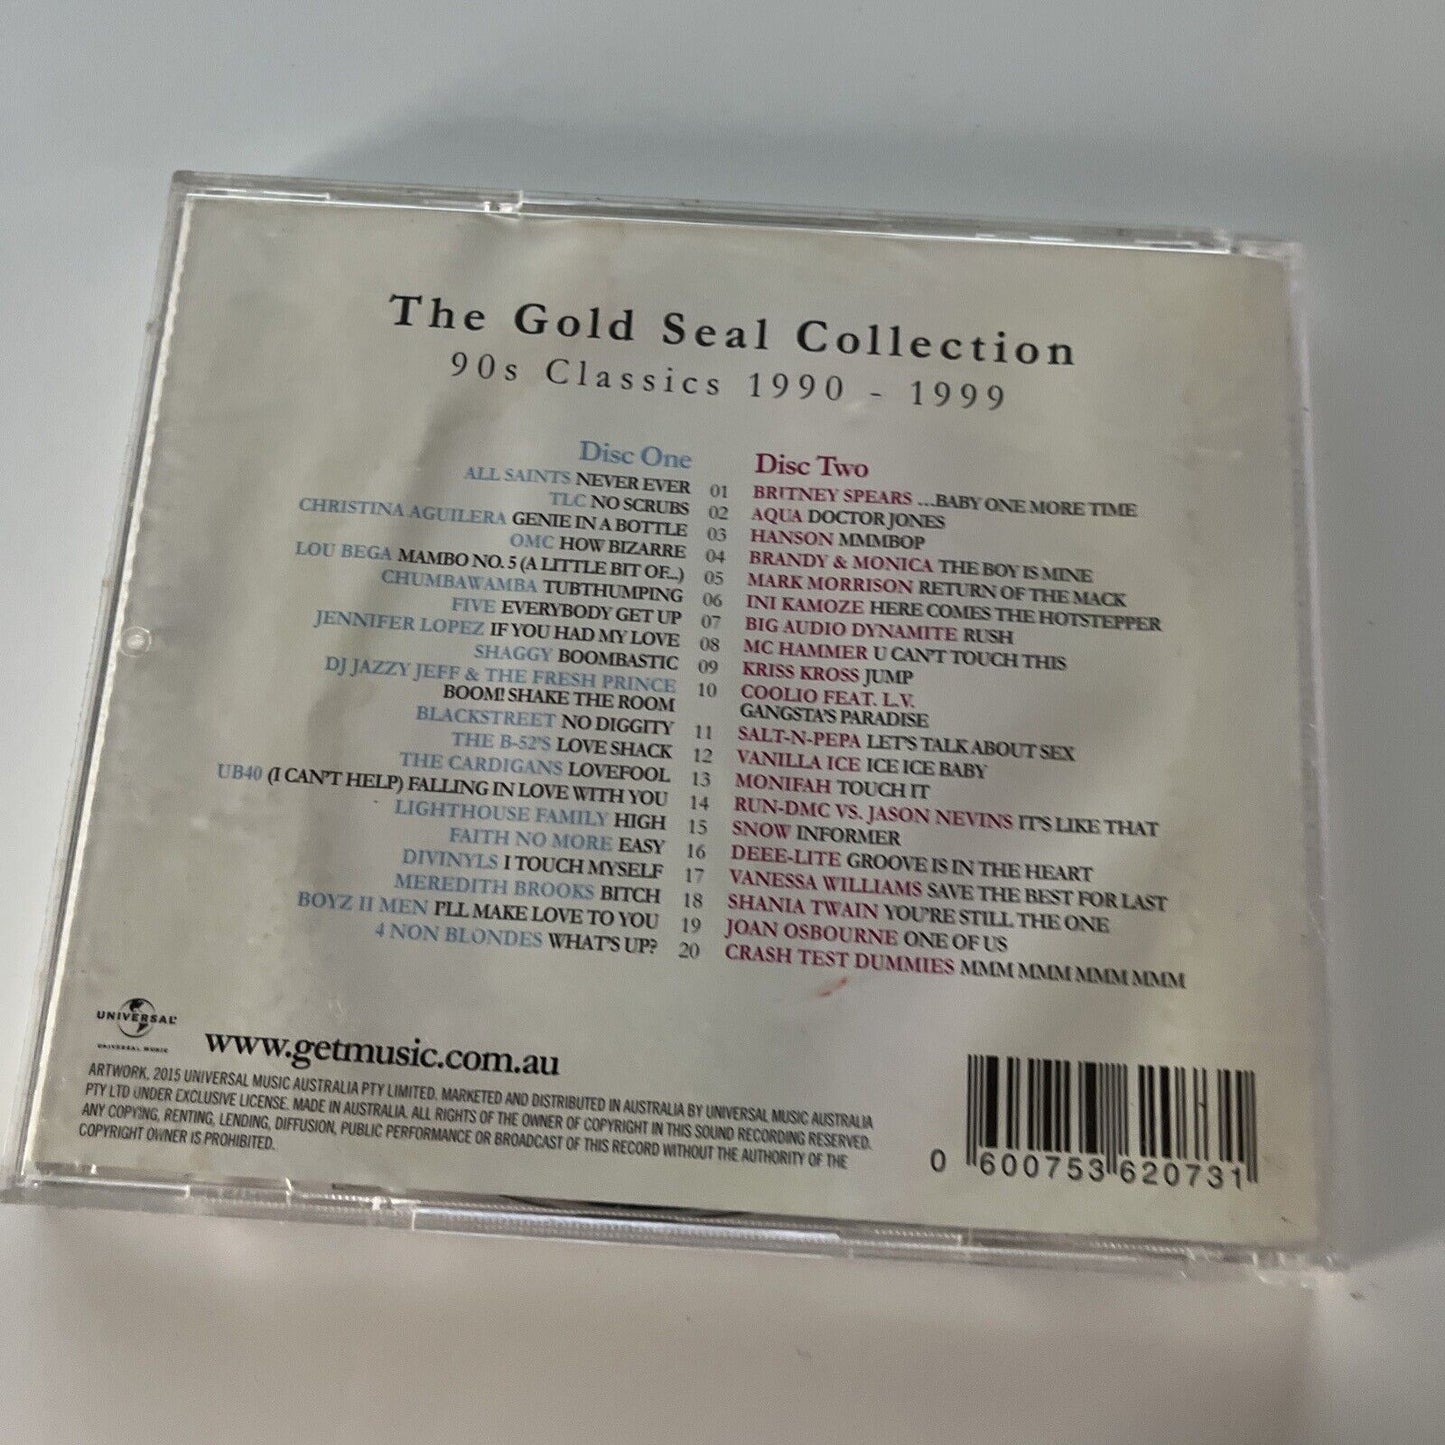 The Gold Seal Collection
90s Classics 1990 - 1999
Disc One
ALL SAINTS NEVER EVER
TLC NO SCRUBS
CHRISTINA AGUILERA GENIE IN A BOTTLE
OMC HOW BIZARRE
LOU BEGA MAMBO NO. 5 (A LITTLE BIT OF...)
CHUMBAWAMBA TUBTHUMPING
FIVE EVERYBODY GET UP
JENNIFER LOPEZ IF YOU HAD MY LOVE
SHAGGY BOOMBASTIC
DJ JAZZY JEFF & THE FRESH PRINCE
BOOM! SHAKE THE ROOM
BLACKSTREET NO DIGGITY
THE B-52'S LOVE SHACK
THE CARDIGANS LOVEFOOL
UB40 (I CAN'T HELP) FALLING IN LOVE WITH YOU
LIGHTHOUSE FAMILY HIGH
FAITH NO MORE EASY
DIVINYLS I TOUCH MYSELF
MEREDITH BROOKS BITCH
BOYZ II MEN I'LL MAKE LOVE TO YOU
4 NON BLONDES WHAT'S UP?
01
02
03
04
05
06
07
08
09
10
11
12
13
14
15
16
17
18
19
20
Disc Two
BRITNEY SPEARS ...BABY ONE MORE TIME
AQUA DOCTOR JONES
HANSON MMMBOP
BRANDY & MONICA THE BOY IS MINE
MARK MORRISON RETURN OF THE MACK
INI KAMOZE HERE COMES THE HOTSTEPPER
BIG AUDIO DYNAMITE RUSH
MC HAMMER U CAN'T TOUCH THIS
KRISS KROSS JUMP
COOLIO FEAT. L.V.
GANGSTA'S PARADISE
SALT-N-PEPA LET'S TALK ABOUT SEX
VANILLA ICE ICE ICE BABY
MONIFAH TOUCH IT
RUN-DMC VS. JASON NEVINS IT'S LIKE THAT
SNOW INFORMER
DEEE-LITE GROOVE IS IN THE HEART
VANESSA WILLIAMS SAVE THE BEST FOR LAST
SHANIA TWAIN YOU'RE STILL THE ONE
JOAN OSBOURNE ONE OF US
CRASH TEST DUMMIES MMM MMM MMM MMM
UNIVERSAL
UNIVERSAL MUSIC
www.getmusic.com.au
ARTWORK, 2015 UNIVERSAL MUSIC AUSTRALIA PTY LIMITED. MARKETED AND DISTRIBUTED IN AUSTRALIA BY UNIVERSAL MUSIC AUSTRALIA
PTY LTD UNDER EXCLUSIVE LICENSE. MADE IN AUSTRALIA. ALL RIGHTS OF THE OWNER OF COPYRIGHT IN THIS SOUND RECORDING RESERVED.
ANY COPYING, RENTING, LENDING, DIFFUSION, PUBLIC PERFORMANCE OR BROADCAST OF THIS RECORD WITHOUT THE AUTHORITY OF THE
COPYRIGHT OWNER IS PROHIBITED.
0 600753 620731